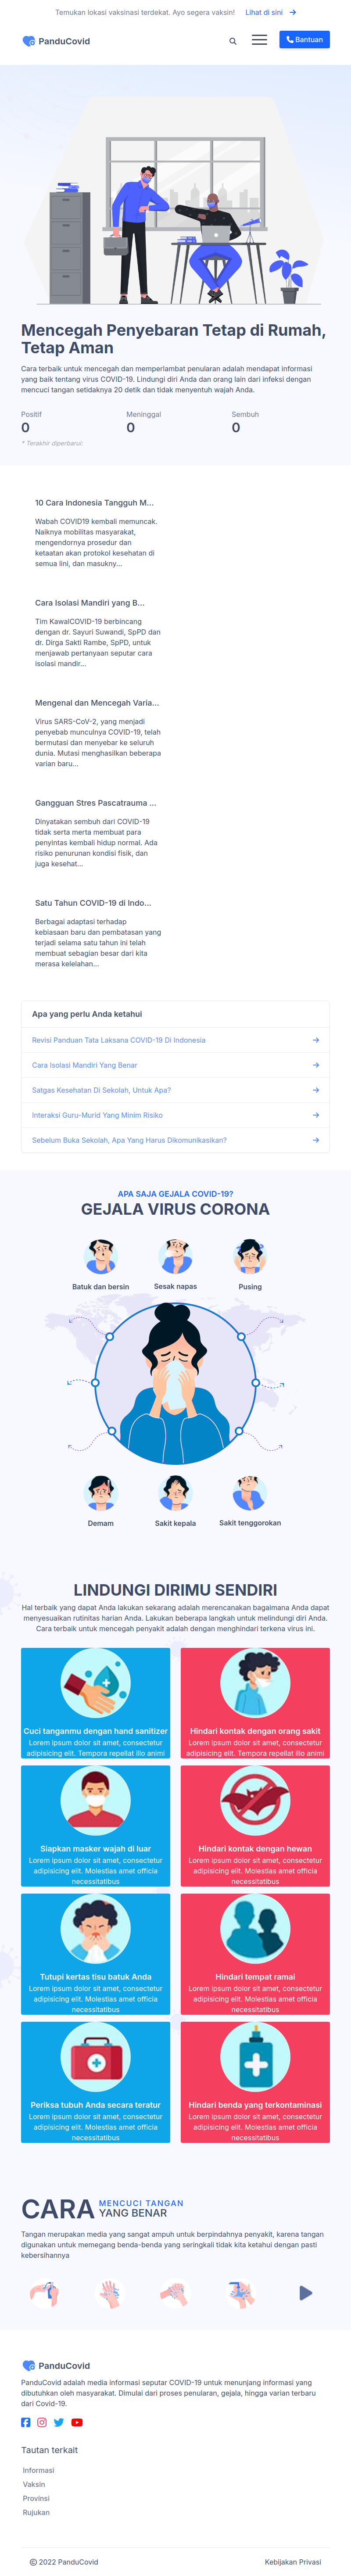 Temukan lokasi vaksinasi terdekat. Ayo segera vaksin! Lihat di sini
PanduCovid
Bantuan
Mencegah Penyebaran Tetap di Rumah,
Tetap Aman
Cara terbaik untuk mencegah dan memperlambat penularan adalah mendapat informasi
yang baik tentang virus COVID-19. Lindungi diri Anda dan orang lain dari infeksi dengan
mencuci tangan setidaknya 20 detik dan tidak menyentuh wajah Anda.
Positif Meninggal Sembuh
0 0 0
* Terakhir diperbarui:
10 Cara Indonesia Tangguh M...
Wabah COVID19 kembali memuncak.
Naiknya mobilitas masyarakat,
mengendornya prosedur dan
ketaatan akan protokol kesehatan di
semua lini, dan masukny...
Cara Isolasi Mandiri yang B...
Tim KawalCOVID-19 berbincang
dengan dr. Sayuri Suwandi, SpPD dan
dr. Dirga Sakti Rambe, SpPD, untuk
menjawab pertanyaan seputar cara
isolasi mandir...
Mengenal dan Mencegah Varia...
Virus SARS-CoV-2, yang menjadi
penyebab munculnya COVID-19, telah
bermutasi dan menyebar ke seluruh
dunia. Mutasi menghasilkan beberapa
varian baru...
Gangguan Stres Pascatrauma ...
Dinyatakan sembuh dari COVID-19
tidak serta merta membuat para
penyintas kembali hidup normal. Ada
risiko penurunan kondisi fisik, dan
juga kesehat...
Satu Tahun COVID-19 di Indo...
Berbagai adaptasi terhadap
kebiasaan baru dan pembatasan yang
terjadi selama satu tahun ini telah
membuat sebagian besar dari kita
merasa kelelahan...
Apa yang perlu Anda ketahui
Revisi Panduan Tata Laksana COVID-19 Di Indonesia
Cara Isolasi Mandiri Yang Benar
Satgas Kesehatan Di Sekolah, Untuk Apa?
Interaksi Guru-Murid Yang Minim Risiko
Sebelum Buka Sekolah, Apa Yang Harus Dikomunikasikan?
APA SAJA GEJALA COVID-19?
GEJALA VIRUS CORONA
Batuk dan bersin Sesak napas Pusing
Demam Sakit kepala Sakit tenggorokan
LINDUNGI DIRIMU SENDIRI
Hal terbaik yang dapat Anda lakukan sekarang adalah merencanakan bagaimana Anda dapat
menyesuaikan rutinitas harian Anda. Lakukan beberapa langkah untuk melindungi diri Anda.
Cara terbaik untuk mencegah penyakit adalah dengan menghindari terkena virus ini.
Cuci tanganmu dengan hand sanitizer
Lorem ipsum dolor sit amet, consectetur
adipisicing elit. Tempora repellat illo animi
Hindari kontak dengan orang sakit
Lorem ipsum dolor sit amet, consectetur
adipisicing elit. Tempora repellat illo animi
Siapkan masker wajah di luar
Lorem ipsum dolor sit amet, consectetur
adipisicing elit. Molestias amet officia
necessitatibus
Hindari kontak dengan hewan
Lorem ipsum dolor sit amet, consectetur
adipisicing elit. Molestias amet officia
necessitatibus
Tutupi kertas tisu batuk Anda
Lorem ipsum dolor sit amet, consectetur
adipisicing elit. Molestias amet officia
necessitatibus
Hindari tempat ramai
Lorem ipsum dolor sit amet, consectetur
adipisicing elit. Molestias amet officia
necessitatibus
Periksa tubuh Anda secara teratur
Lorem ipsum dolor sit amet, consectetur
adipisicing elit. Molestias amet officia
necessitatibus
Hindari benda yang terkontaminasi
Lorem ipsum dolor sit amet, consectetur
adipisicing elit. Molestias amet officia
necessitatibus
CARA MENCUCI TANGAN
YANG BENAR
Tangan merupakan media yang sangat ampuh untuk berpindahnya penyakit, karena tangan
digunakan untuk memegang benda-benda yang seringkali tidak kita ketahui dengan pasti
kebersihannya
PanduCovid
PanduCovid adalah media informasi seputar COVID-19 untuk menunjang informasi yang
dibutuhkan oleh masyarakat. Dimulai dari proses penularan, gejala, hingga varian terbaru
dari Covid-19.
Tautan terkait
Informasi
Vaksin
Provinsi
Rujukan
© 2022 PanduCovid Kebijakan Privasi